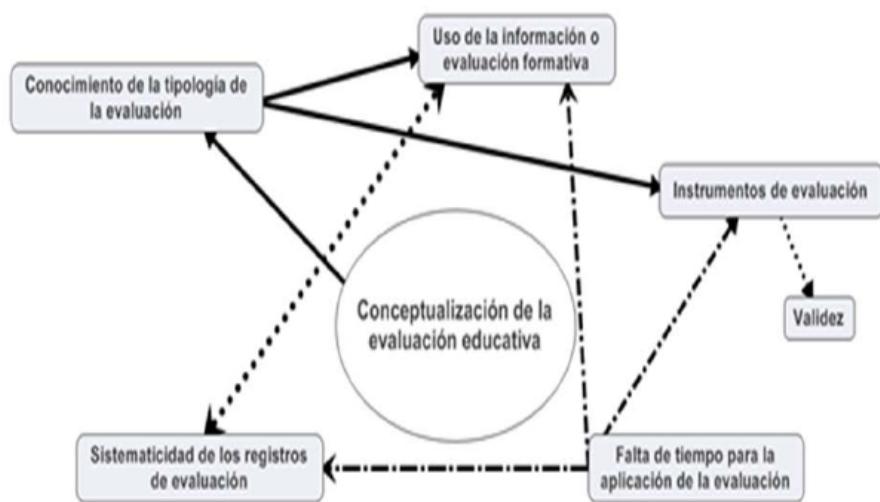 Uso de la información o
evaluación formativa
Conocimiento de la tipología de
la evaluación
Instrumentos de evaluación
Validez
Conceptualización de la
evaluación educativa
Sistematicidad de los registros
de evaluación
Falta de tiempo para la
aplicación de la evaluación